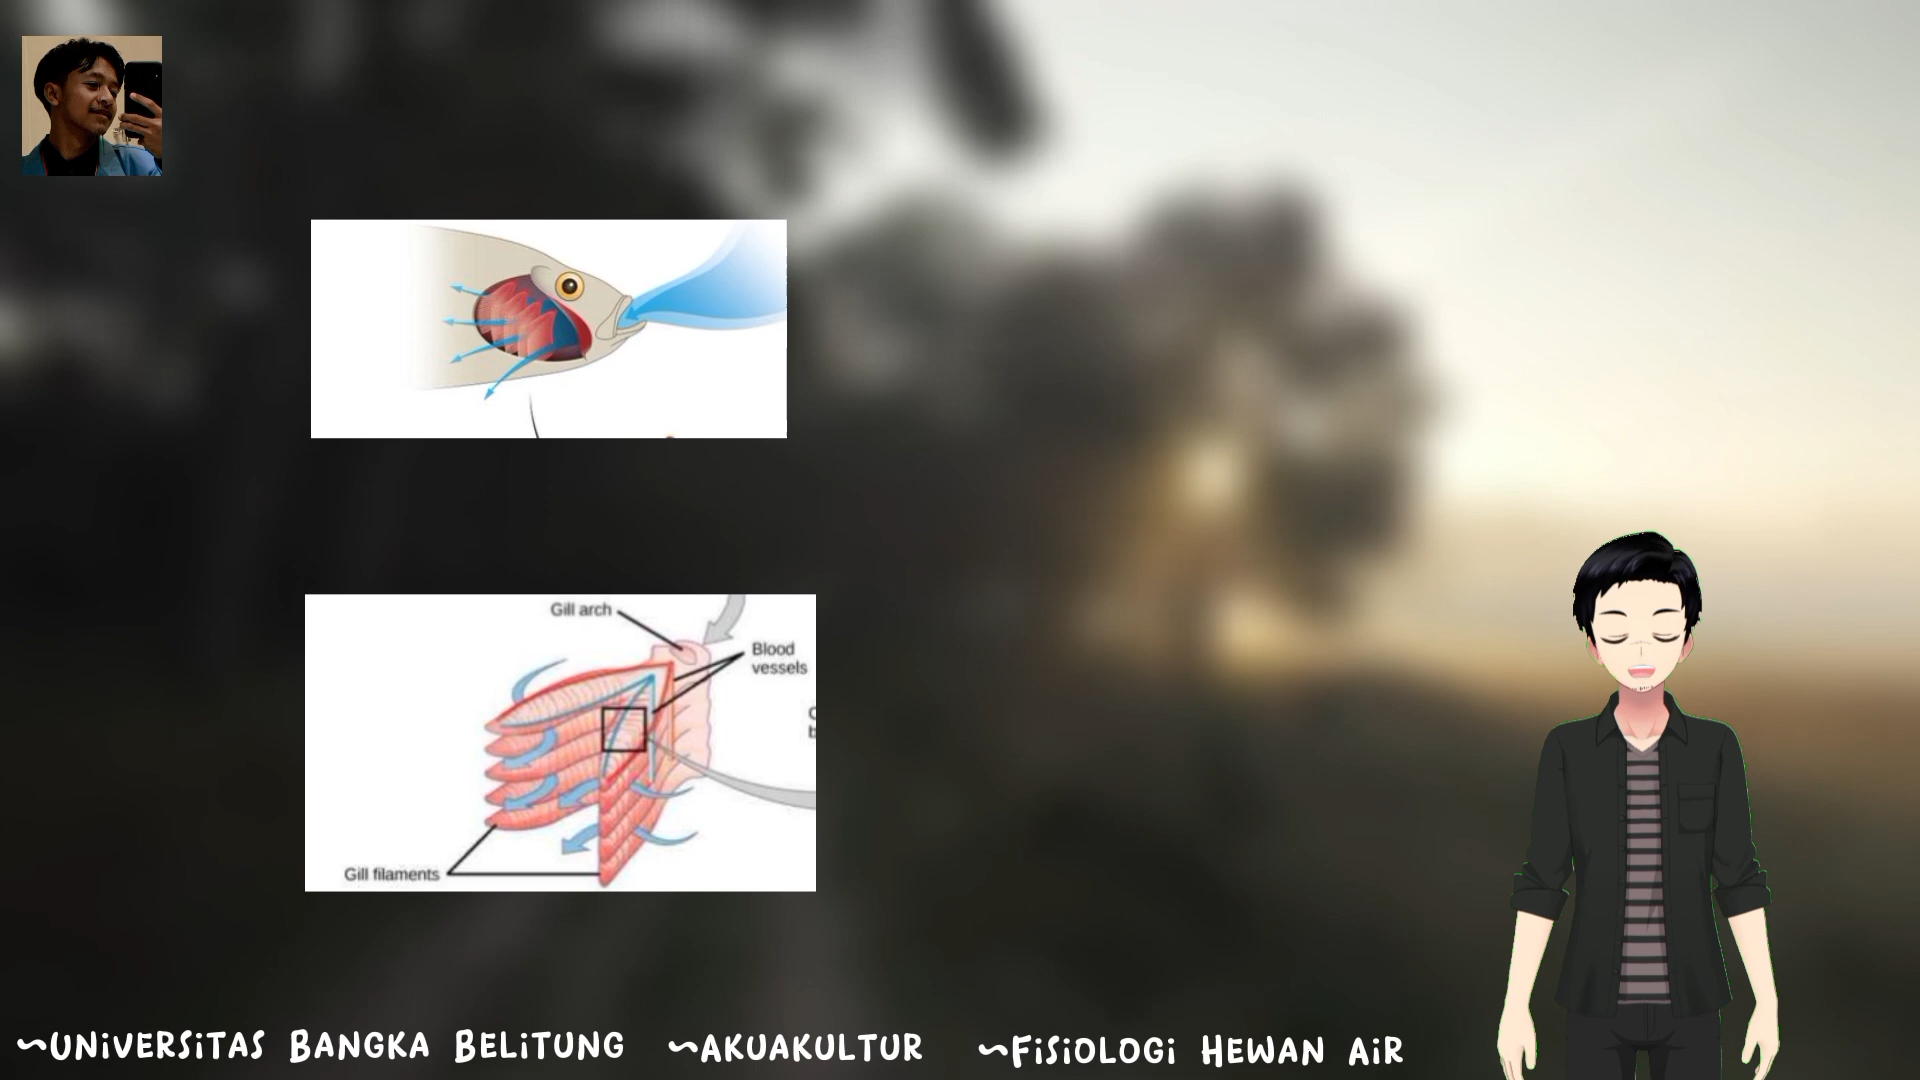 Gill arch
Blood
vessels
Gill filaments
~UNiVERSiTAS BANGKA BELiTUNG ~AKUAKULTUR ~FiSiOLOGi HEWAN AiR